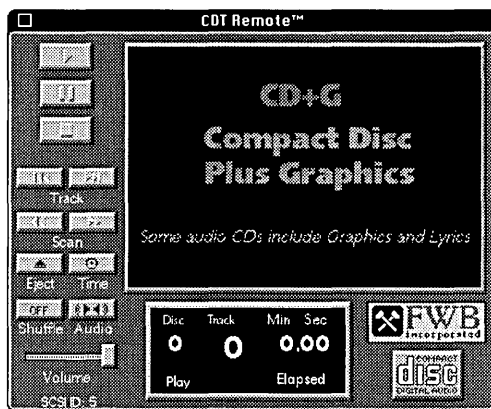 CDT Remote™
CD+G
Compact Disc
Plus Graphics
Some audio CDs include Graphics and Lyrics
Track
Scan
Eject Time
OFF
Shuffle Audio
Volume
SCSI ID: 5
Disc Track Min Sec
0 0 0.00
Play Elapsed
FWB
incorporated
COMPACT
disc
DIGITAL AUDIO